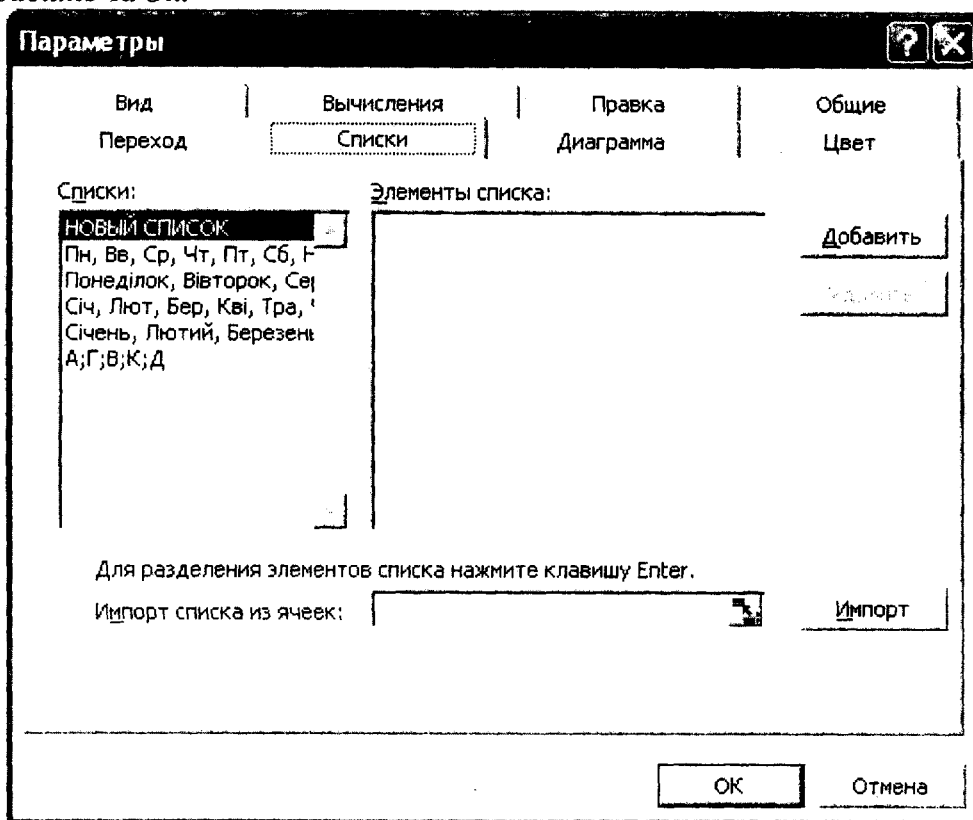 Параметры
Вид Вычисления Правка Общие
Переход Списки Диаграмма Цвет
Списки: Элементы списка:
НОВЫЙ СПИСОК
Добавить
Пн, Вв, Ср, Чт, Пт, Сб,
Понеділок, Вівторок, Сер
Січ, Лют, Бер, Кві, Тра,
Січень, Лютий, Березень
А;Г;В;К;Д
Для разделения элементов списка нажмите клавишу Enter.
Импорт списка из ячеек: Импорт
ОК Отмена